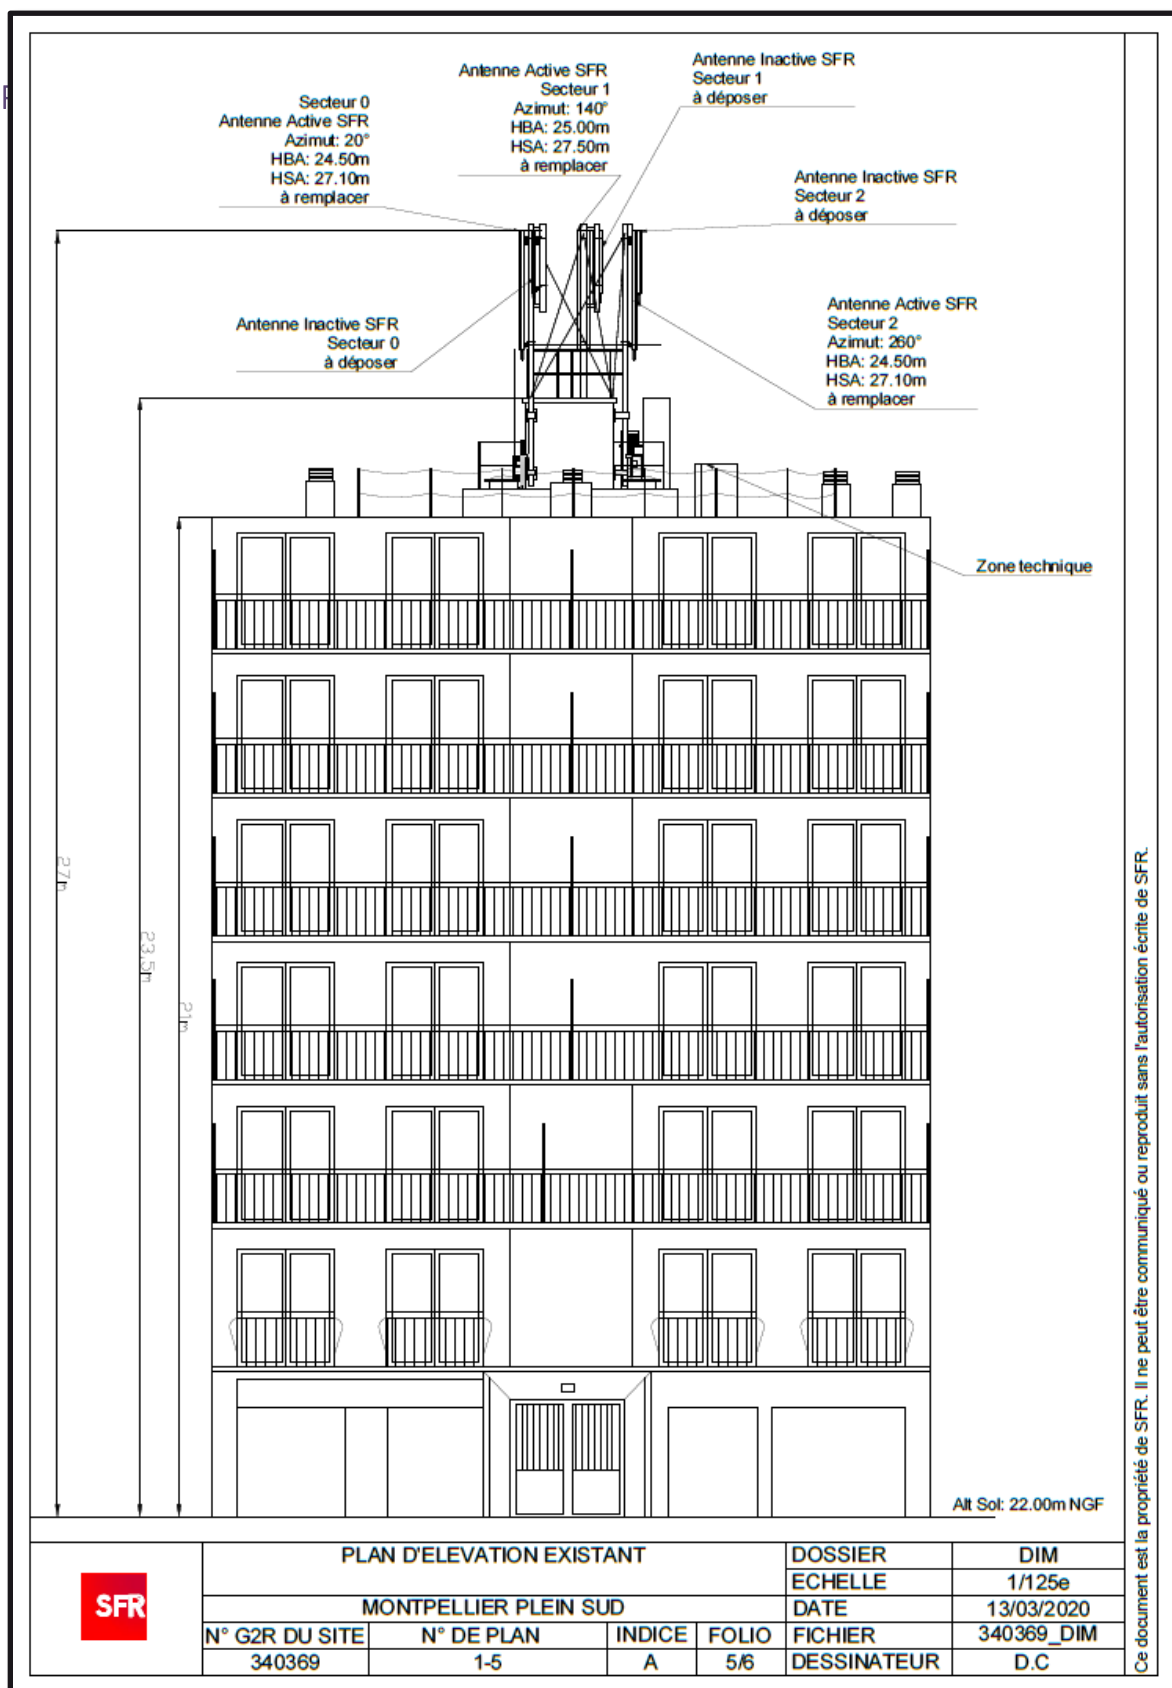 Antenne Inactive SFR
Secteur 1
à déposer
Antenne Active SFR
Secteur 1
Azimut: 140°
HBA: 25.00m
HSA: 27.50m
à remplacer
Secteur 0
Antenne Active SFR
Azimut: 20°
HBA: 24.50m
HSA: 27.10m
à remplacer
Antenne Inactive SFR
Secteur 2
à déposer
Antenne Inactive SFR
Secteur 0
à déposer
Antenne Active SFR
Secteur 2
Azimut: 260°
HBA: 24.50m
HSA: 27.10m
à remplacer
Zone technique
27m
23,5m
21m
Alt Sol: 22.00m NGF
Ce document est la propriété de SFR. Il ne peut être communiqué ou reproduit sans l'autorisation écrite de SFR.
SFR
PLAN D'ELEVATION EXISTANT
MONTPELLIER PLEIN SUD
N° G2R DU SITE N° DE PLAN INDICE FOLIO
340369 1-5 A 5/6
DOSSIER DIM
ECHELLE 1/125e
DATE 13/03/2020
FICHIER 340369_DIM
DESSINATEUR D.C